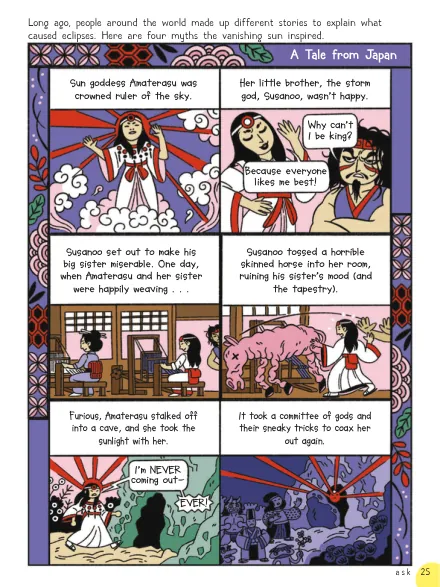 Long ago, people around the world made up different stories to explain what
caused eclipses. Here are four myths the vanishing sun inspired.
A Tale from Japan
Sun goddess Amaterasu was
crowned ruler of the sky.
Her little brother, the storm
god, Susanoo, wasn't happy.
Why can't
I be king?
Because everyone
likes me best!
Susanoo set out to make his
big sister miserable. One day,
when Amaterasu and her sister
were happily weaving . . .
Susanoo tossed a horrible
skinned horse into her room,
ruining his sister's mood (and
the tapestry).
Furious, Amaterasu stalked off
into a cave, and she took the
sunlight with her.
It took a committee of gods and
their sneaky tricks to coax her
out again.
I'm NEVER
coming out–
EVER!
ask 25